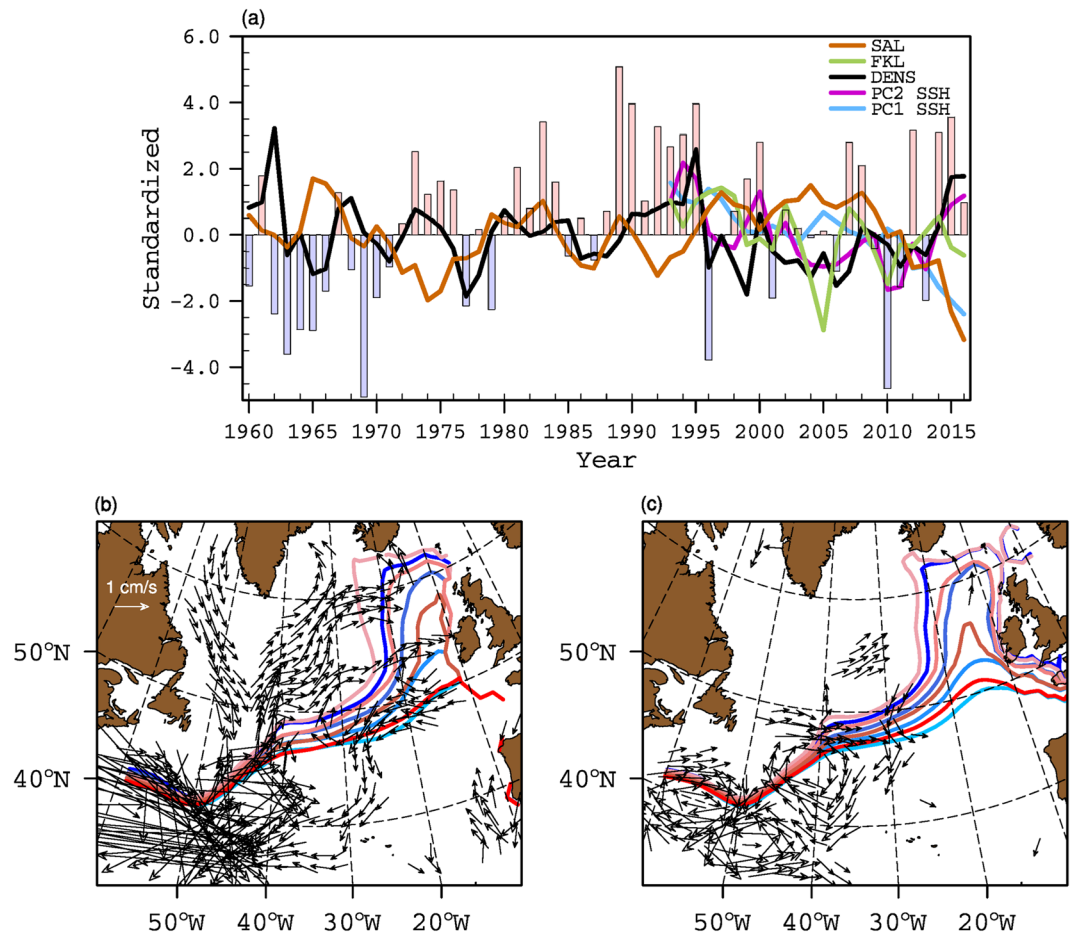 (a)
6.0
4.0
2.0
0.0
-2.0
-4.0
Standardized
SAL
FKL
DENS
PC2 SSH
PC1 SSH
1960 1965 1970 1975 1980 1985 1990 1995 2000 2005 2010 2015
Year
(b)
(c)
1 cm/s
50°N
40°N
50°W 40°W 30°W 20°W
50°N
40°N
50°W 40°W 30°W 20°W